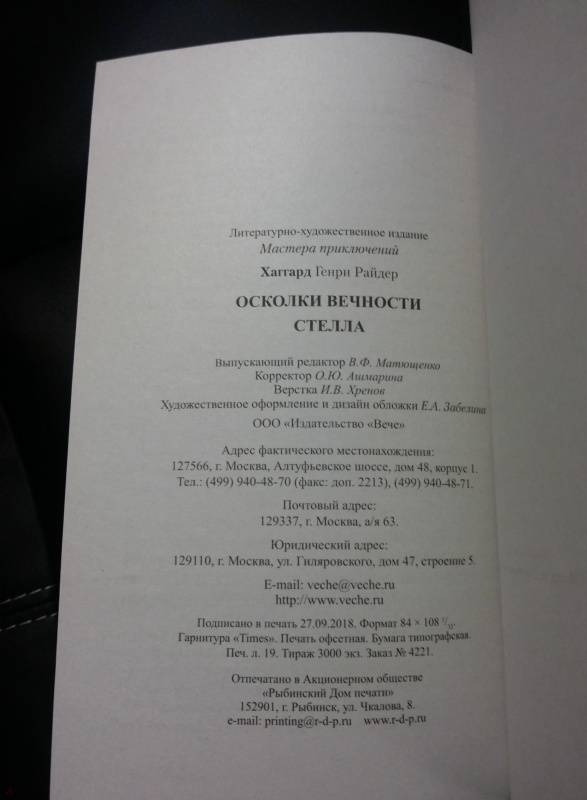 Литературно-художественное издание
Мастера приключений
Хаггард Генри Райдер
ОСКОЛКИ ВЕЧНОСТИ
СТЕЛЛА
Выпускающий редактор В.Ф. Матющенко
Корректор О.Ю. Ашмарина
Верстка И.В. Хренов
Художественное оформление и дизайн обложки Е.А. Забелина
ООО «Издательство «Вече»
Адрес фактического местонахождения:
127566, г. Москва, Алтуфьевское шоссе, дом 48, корпус 1.
Тел.: (499) 940-48-70 (факс: доп. 2213), (499) 940-48-71.
Почтовый адрес:
129337, г. Москва, а/я 63.
Юридический адрес:
129110, г. Москва, ул. Гиляровского, дом 47, строение 5.
E-mail: veche@veche.ru
http://www.veche.ru
Подписано в печать 27.09.2018. Формат 84 × 108 1/32.
Гарнитура «Times». Печать офсетная. Бумага типографская.
Печ. л. 19. Тираж 3000 экз. Заказ № 4221.
Отпечатано в Акционерном обществе
«Рыбинский Дом печати»
152901, г. Рыбинск, ул. Чкалова, 8.
e-mail: printing@r-d-p.ru www.r-d-p.ru